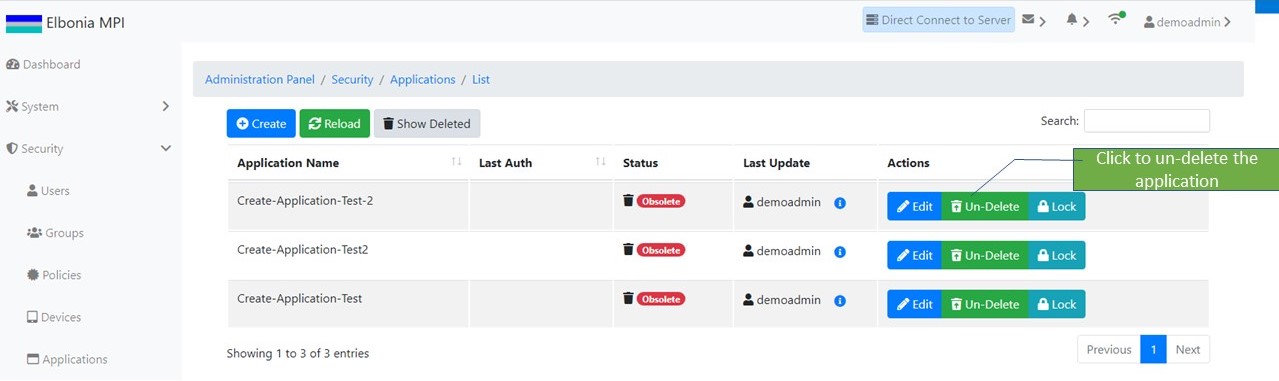 Elbonia MPI
Direct Connect to Server
demoadmin
Dashboard
System
Security
Users
Groups
Policies
Devices
Applications
Administration Panel / Security / Applications / List
Create Reload Show Deleted
Search:
Application Name Last Auth Status Last Update Actions
Click to un-delete the
application
Create-Application-Test-2 Obsolete demoadmin Edit Un-Delete Lock
Create-Application-Test2 Obsolete demoadmin Edit Un-Delete Lock
Create-Application-Test Obsolete demoadmin Edit Un-Delete Lock
Showing 1 to 3 of 3 entries
Previous 1 Next